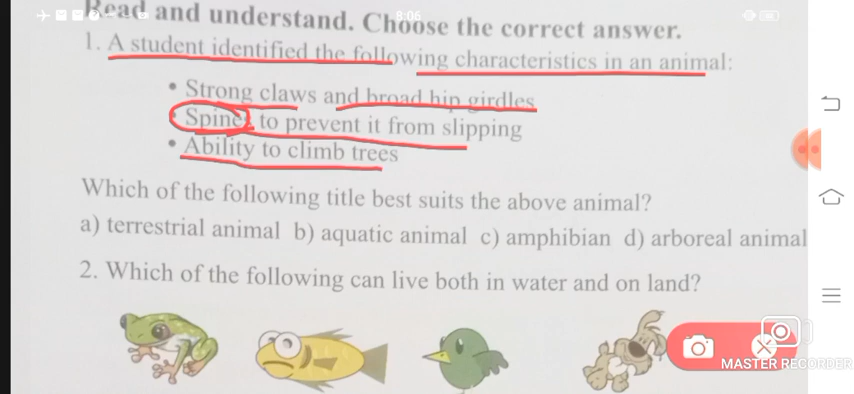 8:06
Read and understand. Choose the correct answer.
1. A student identified the following characteristics in an animal:
• Strong claws and broad hip girdles
• Spines to prevent it from slipping
• Ability to climb trees
Which of the following title best suits the above animal?
a) terrestrial animal b) aquatic animal c) amphibian d) arboreal animal
2. Which of the following can live both in water and on land?
MASTER RECORDER